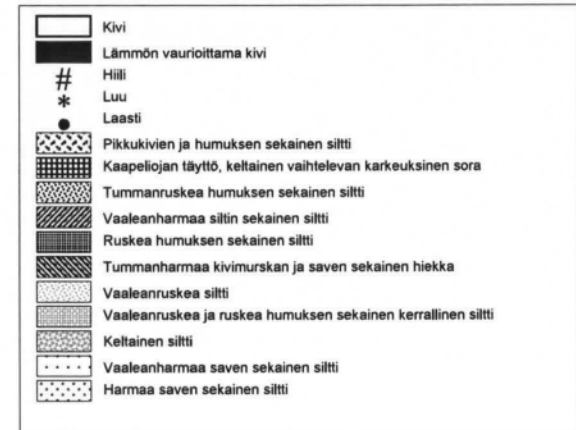 Kivi
Lämmön vaurioittama kivi
# Hiili
* Luu
Laasti
Pikkukivien ja humuksen sekainen siltti
Kaapeliojan täyttö, keltainen vaihtelevan karkeuksinen sora
Tummanruskea humuksen sekainen siltti
Vaaleanharmaa siltin sekainen siltti
Ruskea humuksen sekainen siltti
Tummanharmaa kivimurskan ja saven sekainen hiekka
Vaaleanruskea siltti
Vaaleanruskea ja ruskea humuksen sekainen kerrallinen siltti
Keltainen siltti
Vaaleanharmaa saven sekainen siltti
Harmaa saven sekainen siltti